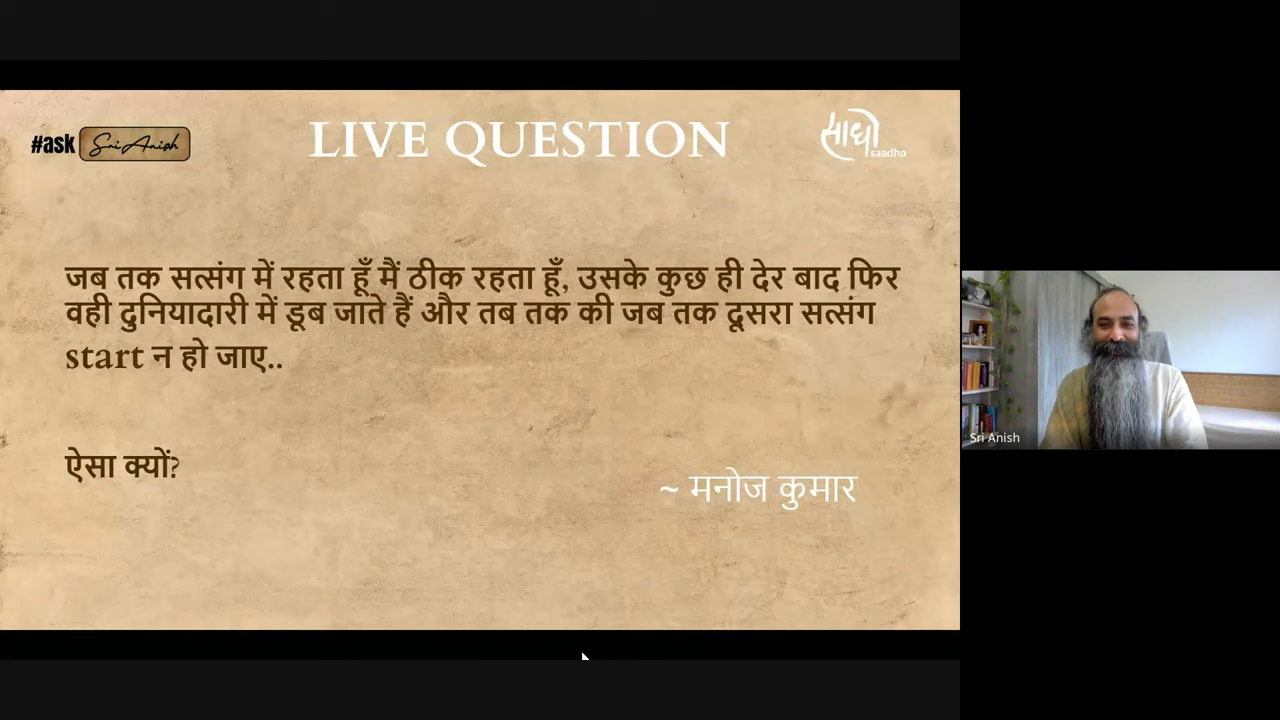 #ask Sri Anish
LIVE QUESTION
साधो
saadho
जब तक सत्संग में रहता हूँ मैं ठीक रहता हूँ, उसके कुछ ही देर बाद फिर
वही दुनियादारी में डूब जाते हैं और तब तक की जब तक दूसरा सत्संग
start न हो जाए..
ऐसा क्यों?
~ मनोज कुमार
Sri Anish